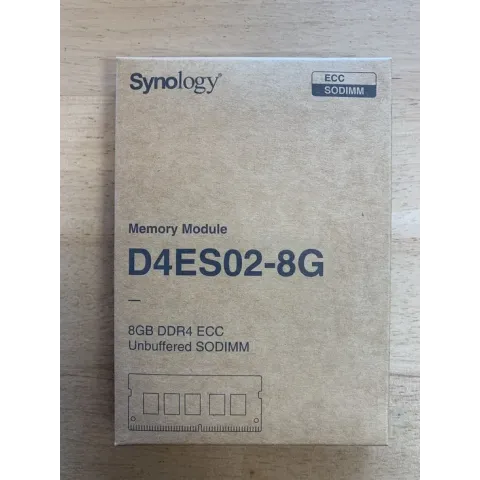 Synology®
ECC
SODIMM
Memory Module
D4ES02-8G
8GB DDR4 ECC
Unbuffered SODIMM